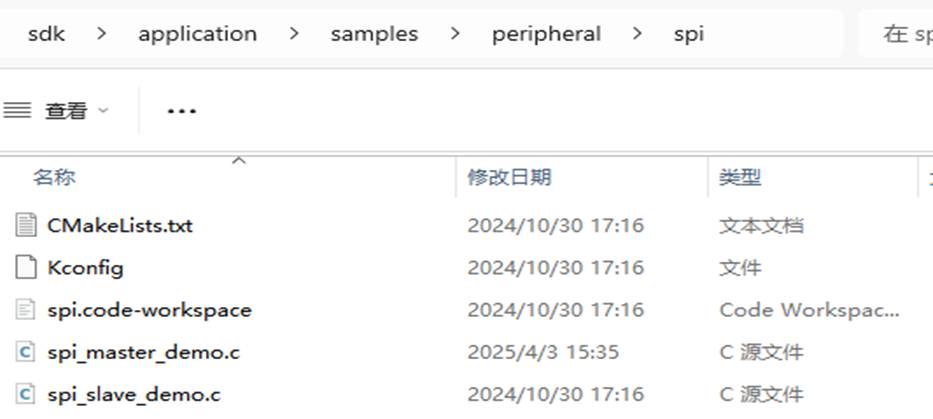 sdk > application > samples > peripheral > spi 在 sp
查看 ...
名称 修改日期 类型
CMakeLists.txt 2024/10/30 17:16 文本文档
Kconfig 2024/10/30 17:16 文件
spi.code-workspace 2024/10/30 17:16 Code Workspac...
spi_master_demo.c 2025/4/3 15:35 C 源文件
spi_slave_demo.c 2024/10/30 17:16 C 源文件